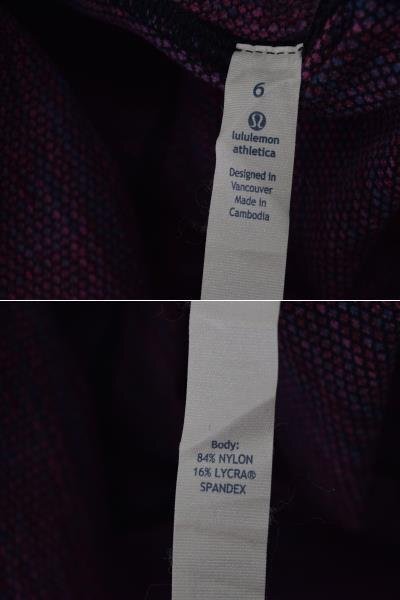 6
lululemon
athletica
Designed in
Vancouver
Made in
Cambodia
Body:
84% NYLON
16% LYCRA®
SPANDEX